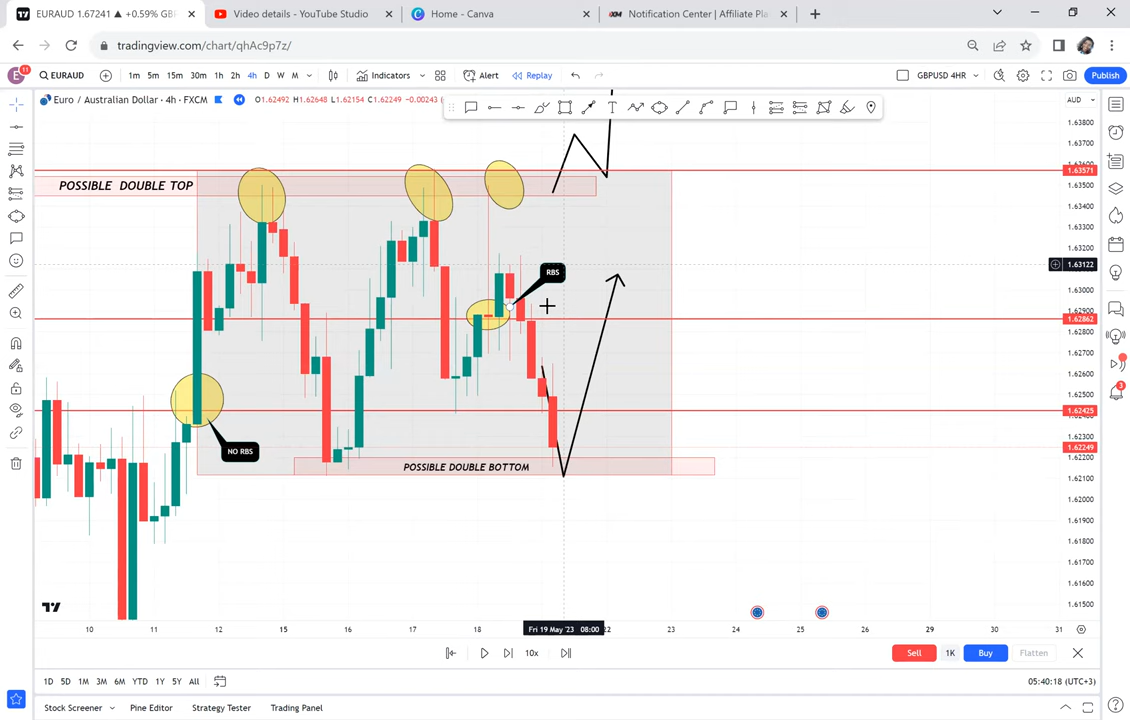 1.67241 ▲ +0.59% GBP
Video details - YouTube Studio
Home - Canva
Notification Center | Affiliate Pla
tradingview.com/chart/qhAc9p7z/
E
11
EURAUD
1m 5m 15m 30m 1h 2h 4h D W M
Indicators
Alert
Replay
GBPUSD 4HR
Publish
Euro / Australian Dollar · 4h · FXCM
O1.62492 H1.62648 L1.62154 C1.62249 -0.00243
AUD
1.63800
1.63700
1.63571
1.63500
1.63400
1.63300
1.63200
1.63122
1.63000
1.62900
1.62862
1.62800
1.62700
1.62600
1.62425
1.62300
1.62249
1.62200
1.62100
1.62000
1.61900
1.61800
1.61700
1.61600
1.61500
POSSIBLE DOUBLE TOP
RBS
NO RBS
POSSIBLE DOUBLE BOTTOM
3
10 11 12 15 16 17 18 Fri 19 May '23 08:00 22 23 24 25 26 29 30 31
10x
Sell
1K
Buy
Flatten
1D 5D 1M 3M 6M YTD 1Y 5Y All
05:40:18 (UTC+3)
Stock Screener
Pine Editor
Strategy Tester
Trading Panel